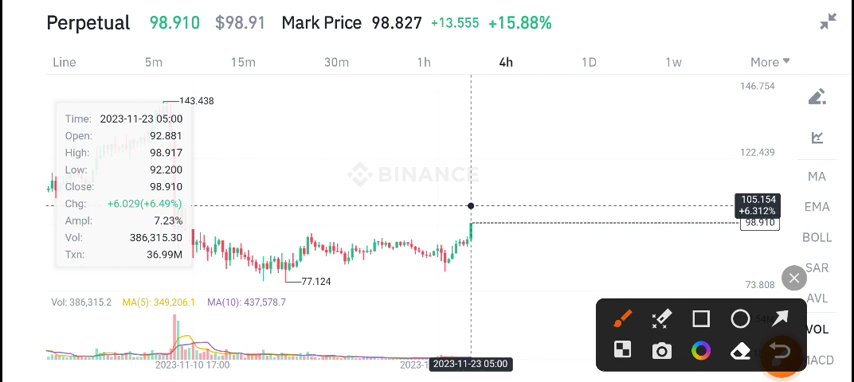 Perpetual 98.910 $98.91 Mark Price 98.827 +13.555 +15.88%
Line 5m 15m 30m 1h 4h 1D 1w More
146.754
143.438
Time: 2023-11-23 05:00
Open: 92.881
High: 98.917
Low: 92.200
Close: 98.910
Chg: +6.029(+6.49%)
Ampl: 7.23%
Vol: 386,315.30
Txn: 36.99M
BINANCE
122.439
105.154
+6.312%
98.910
77.124
73.808
MA
EMA
BOLL
SAR
AVL
VOL
MACD
Vol: 386,315.2 MA(5): 349,206.1 MA(10): 437,578.7
2023-11-10 17:00
2023-11-23 05:00